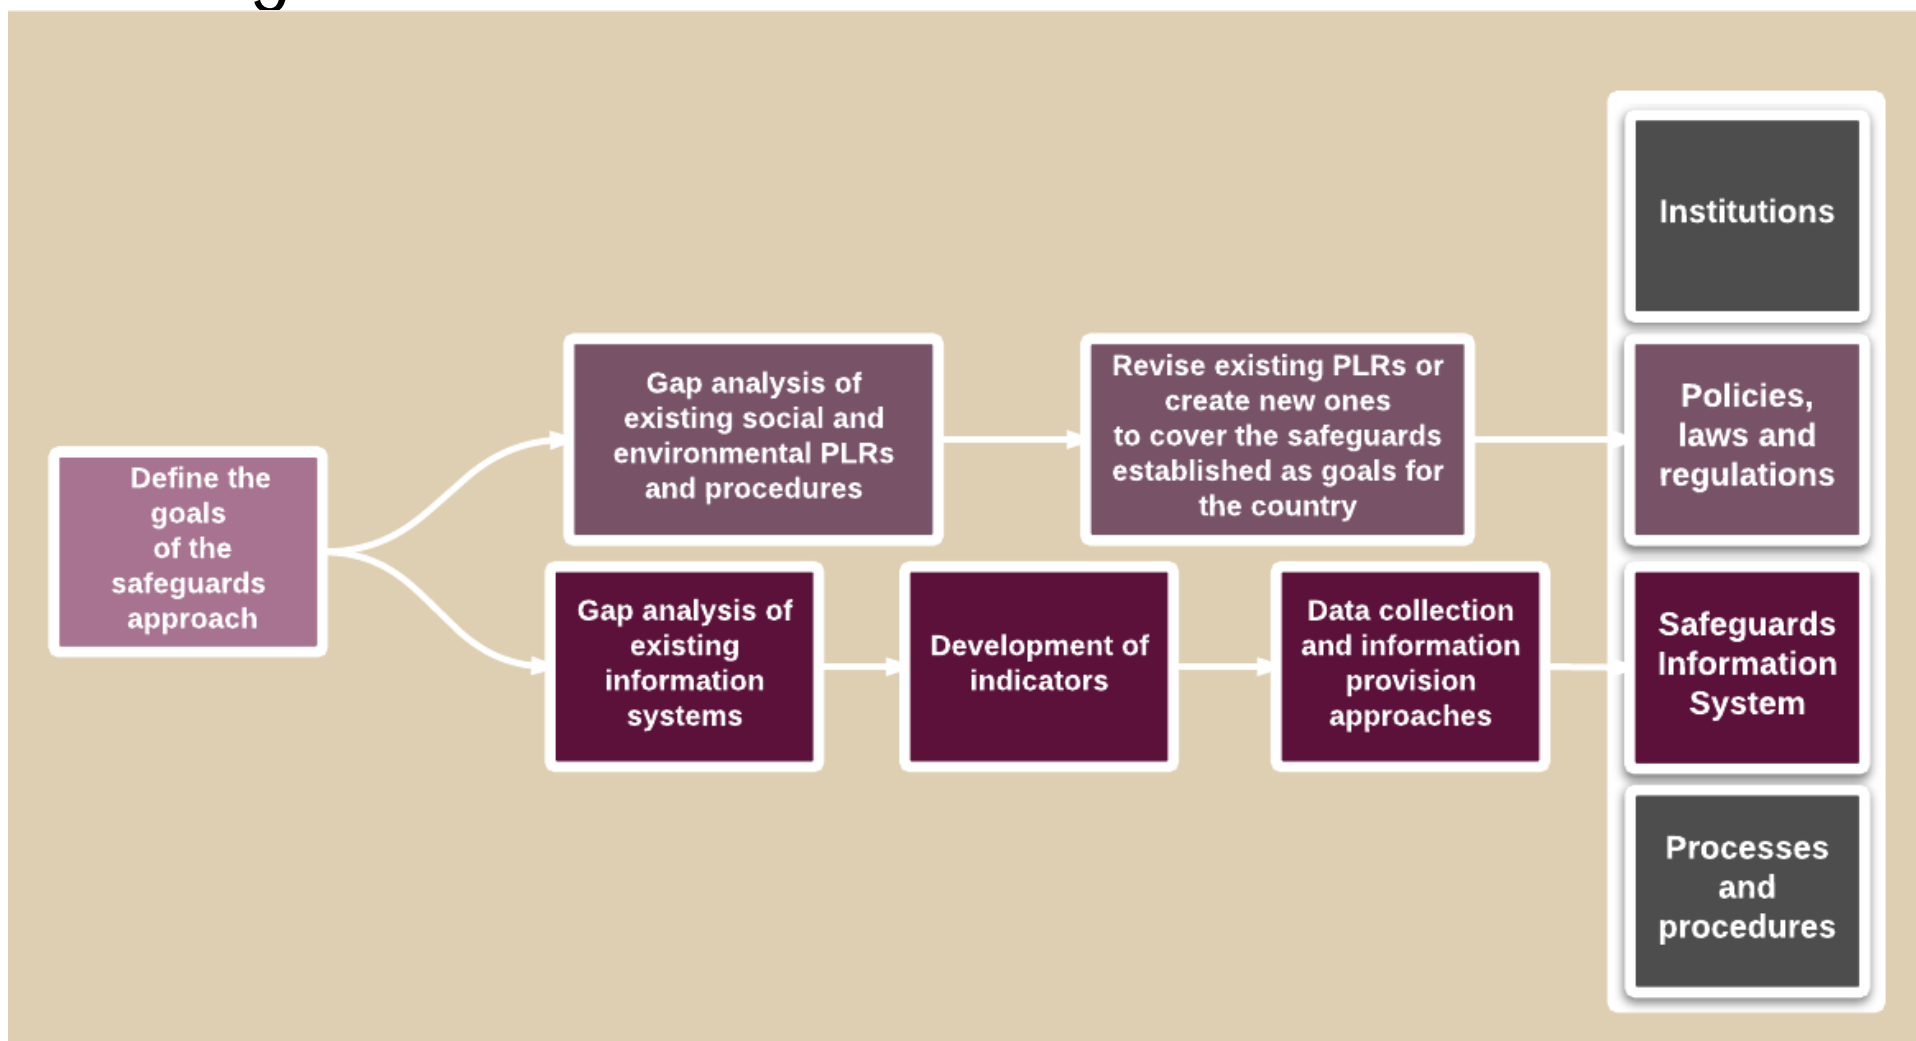 Define the
goals
of the
safeguards
approach
Gap analysis of
existing social and
environmental PLRs
and procedures
Revise existing PLRs or
create new ones
to cover the safeguards
established as goals for
the country
Gap analysis of
existing
information
systems
Development of
indicators
Data collection
and information
provision
approaches
Institutions
Policies,
laws and
regulations
Safeguards
Information
System
Processes
and
procedures